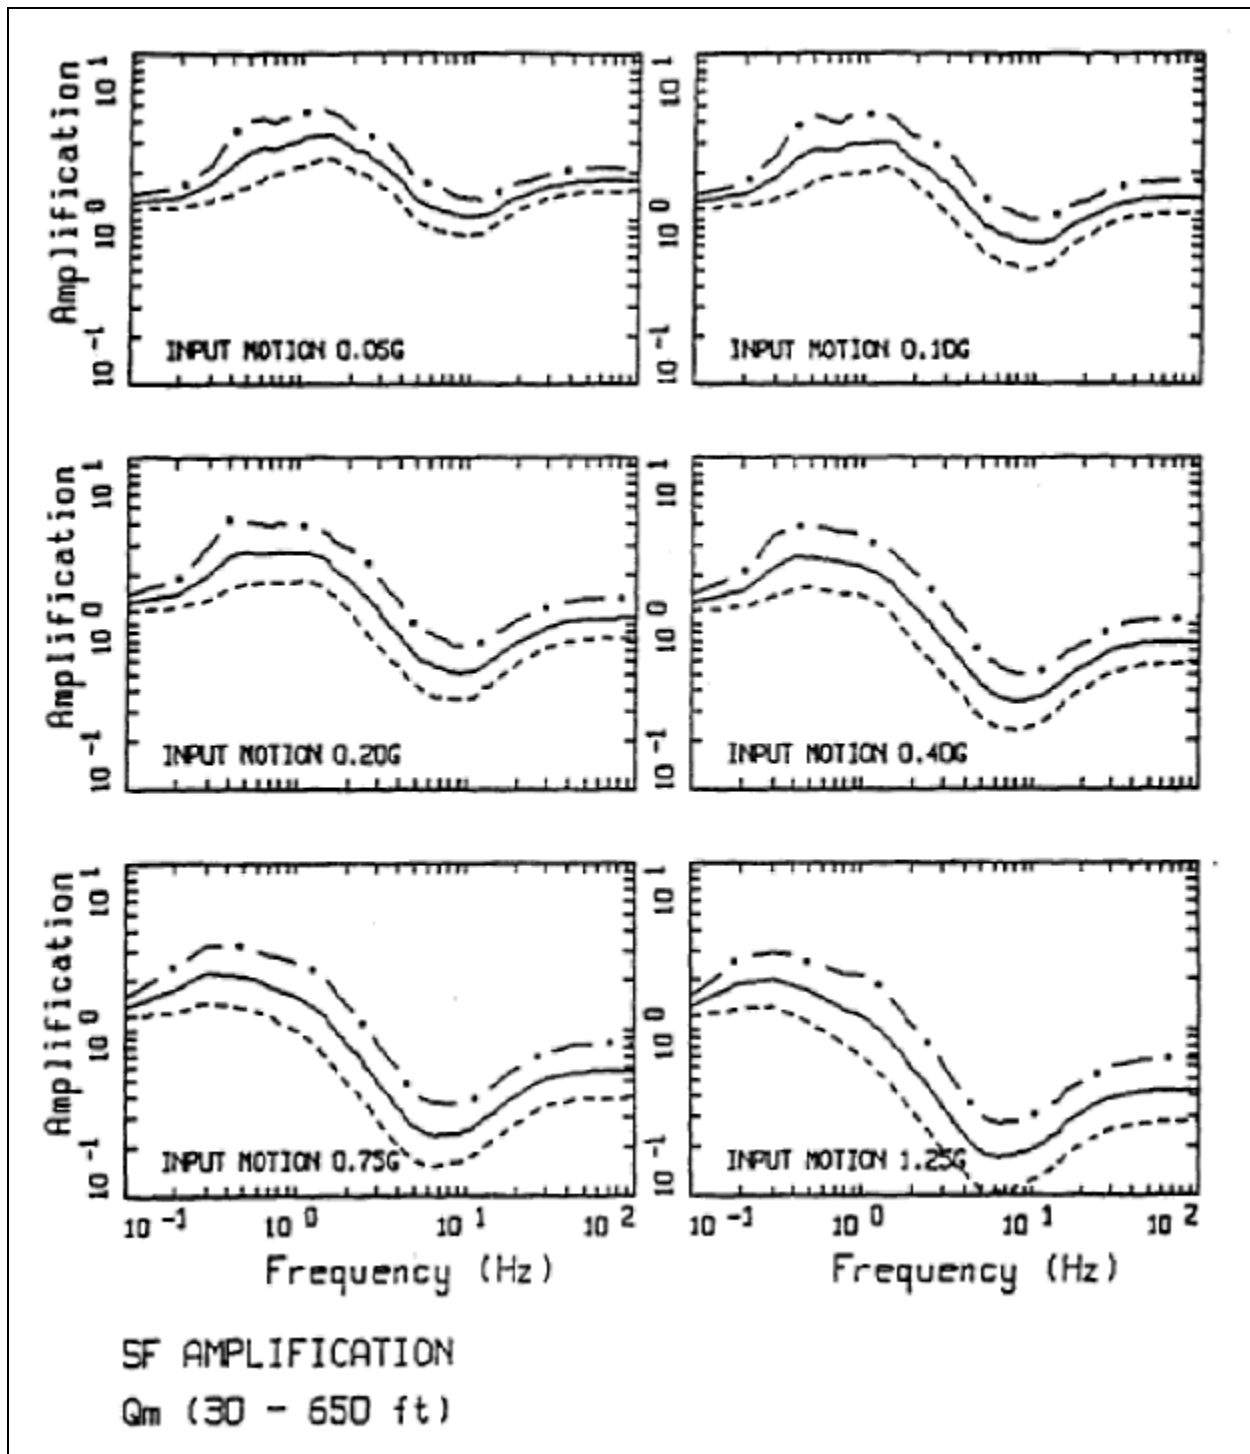 Amplification
10 1
10 0
10 -1
INPUT MOTION 0.05G
10 1
10 0
10 -1
INPUT MOTION 0.10G
Amplification
10 1
10 0
10 -1
INPUT MOTION 0.20G
10 1
10 0
10 -1
INPUT MOTION 0.40G
Amplification
10 1
10 0
10 -1
INPUT MOTION 0.75G
10 1
10 0
10 -1
INPUT MOTION 1.25G
10 -1 10 0 10 1 10 2
10 -1 10 0 10 1 10 2
Frequency (Hz)
Frequency (Hz)
SF AMPLIFICATION
Qm (30 - 650 ft)